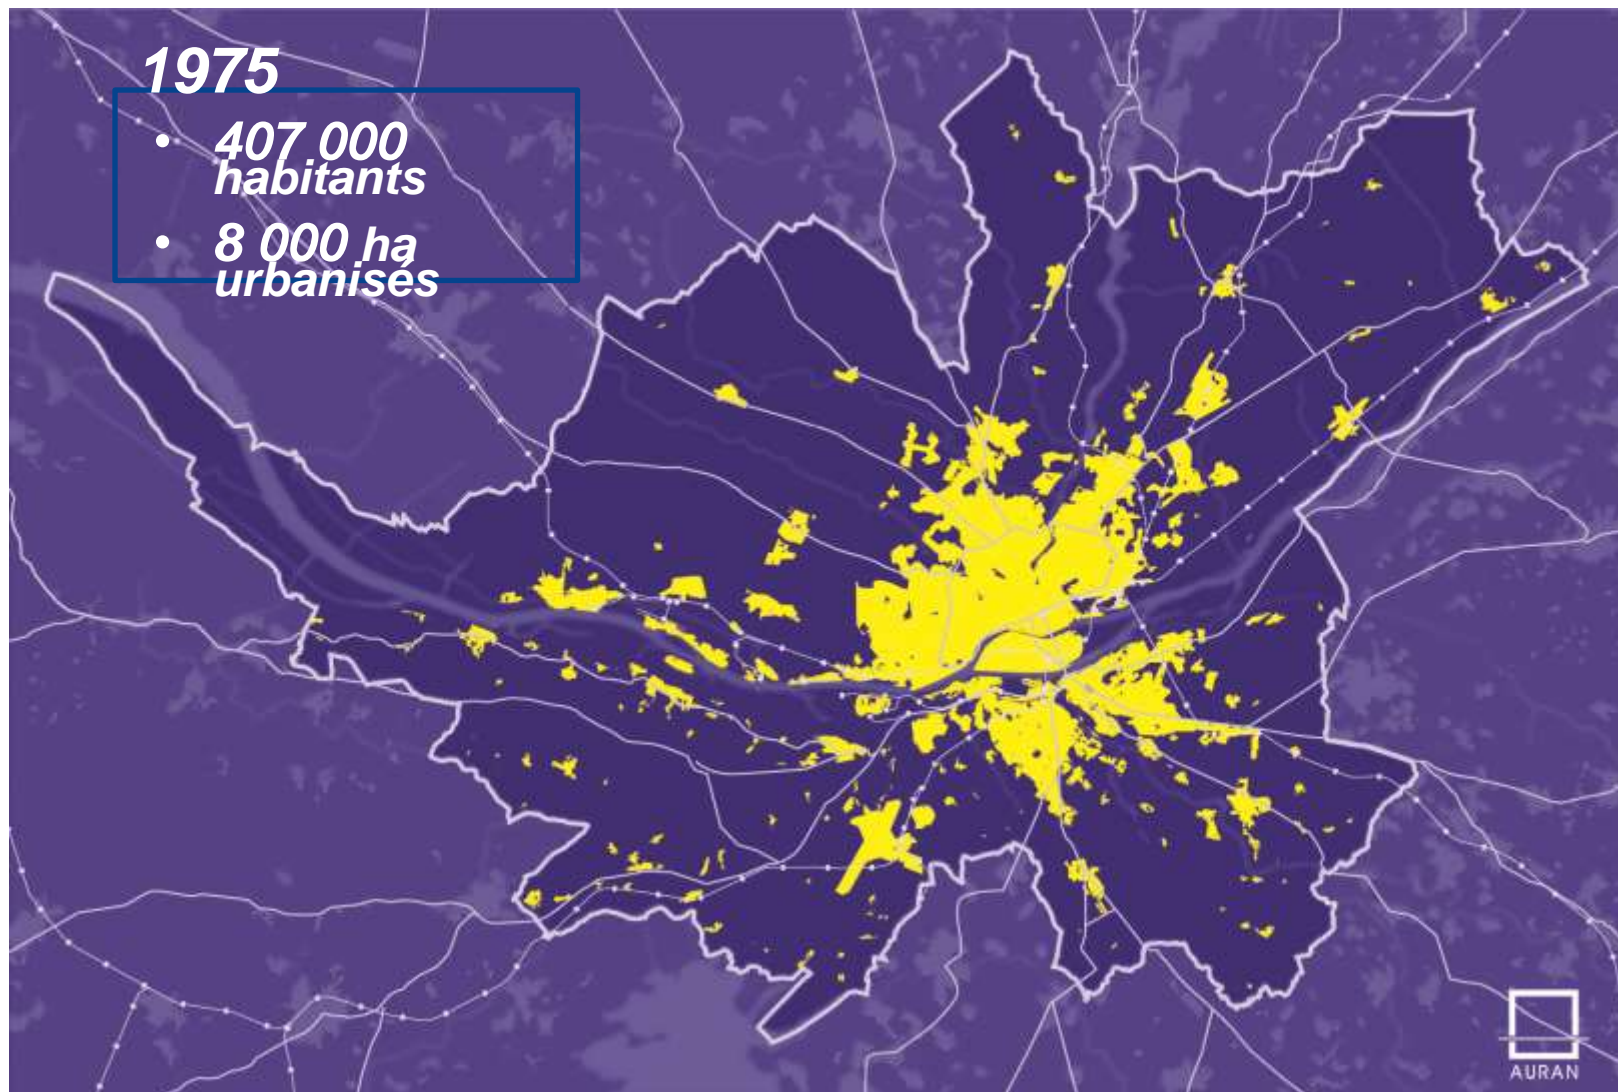 1975
• 407 000
habitants
• 8 000 ha
urbanisés
AURAN